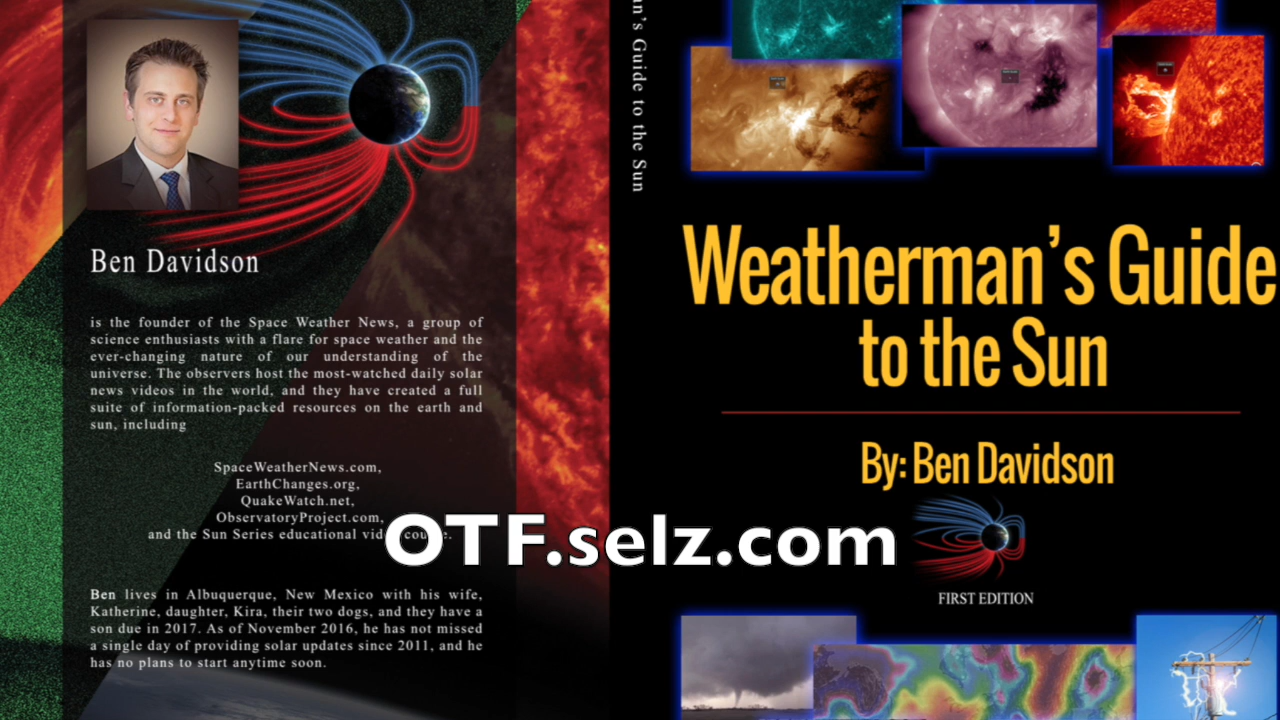 Ben Davidson
is the founder of the Space Weather News, a group of
science enthusiasts with a flare for space weather and the
ever-changing nature of our understanding of the
universe. The observers host the most-watched daily solar
news videos in the world, and they have created a full
suite of information-packed resources on the earth and
sun, including
SpaceWeatherNews.com,
EarthChanges.org,
QuakeWatch.net,
ObservatoryProject.com,
and the Sun Series educational video course.
Ben lives in Albuquerque, New Mexico with his wife,
Katherine, daughter, Kira, their two dogs, and they have a
son due in 2017. As of November 2016, he has not missed
a single day of providing solar updates since 2011, and he
has no plans to start anytime soon.
OTF.selz.com
Guide to the Sun
Weatherman's Guide
to the Sun
By: Ben Davidson
FIRST EDITION